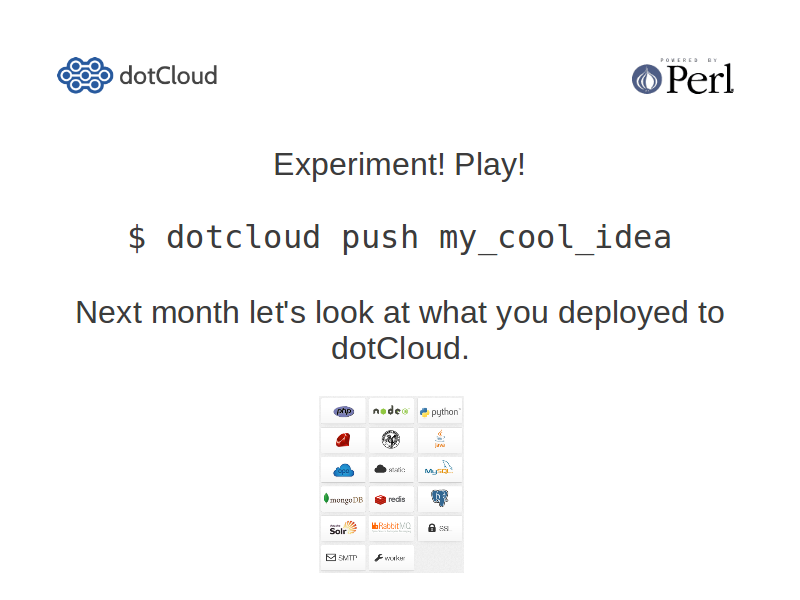 dotCloud
POWERED BY
Perl
Experiment! Play!
$ dotcloud push my_cool_idea
Next month let's look at what you deployed to
dotCloud.
php
node
python
Java
static
MySQL
mongoDB
redis
Solr
RabbitMQ
SSL
SMTP
worker